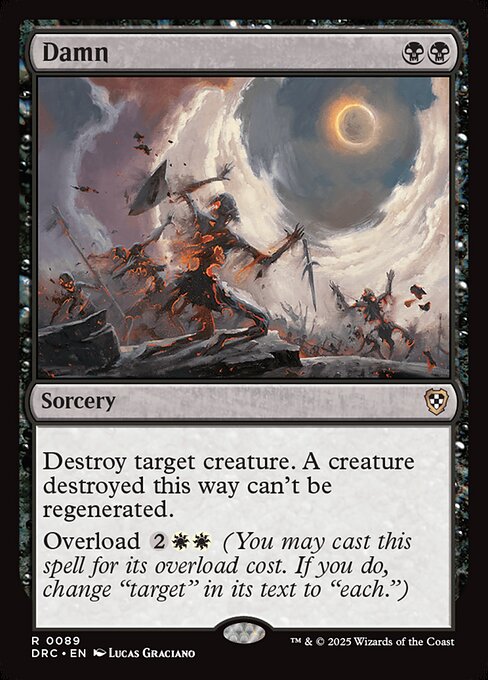 Damn
Sorcery
Destroy target creature. A creature
destroyed this way can't be
regenerated.
Overload 2 (You may cast this
spell for its overload cost. If you do,
change “target” in its text to “each.”)
R 0089
DRC • EN Lucas Graciano
™ & © 2025 Wizards of the Coast